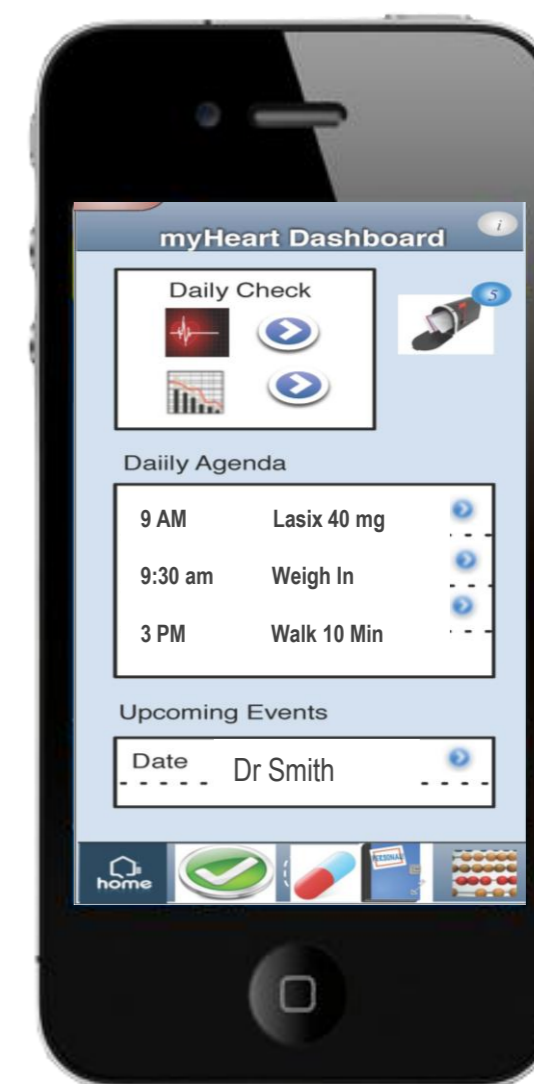 myHeart Dashboard
i
Daily Check
5
Daiily Agenda
9 AM Lasix 40 mg
9:30 am Weigh In
3 PM Walk 10 Min
Upcoming Events
Date Dr Smith
home
PERSONAL